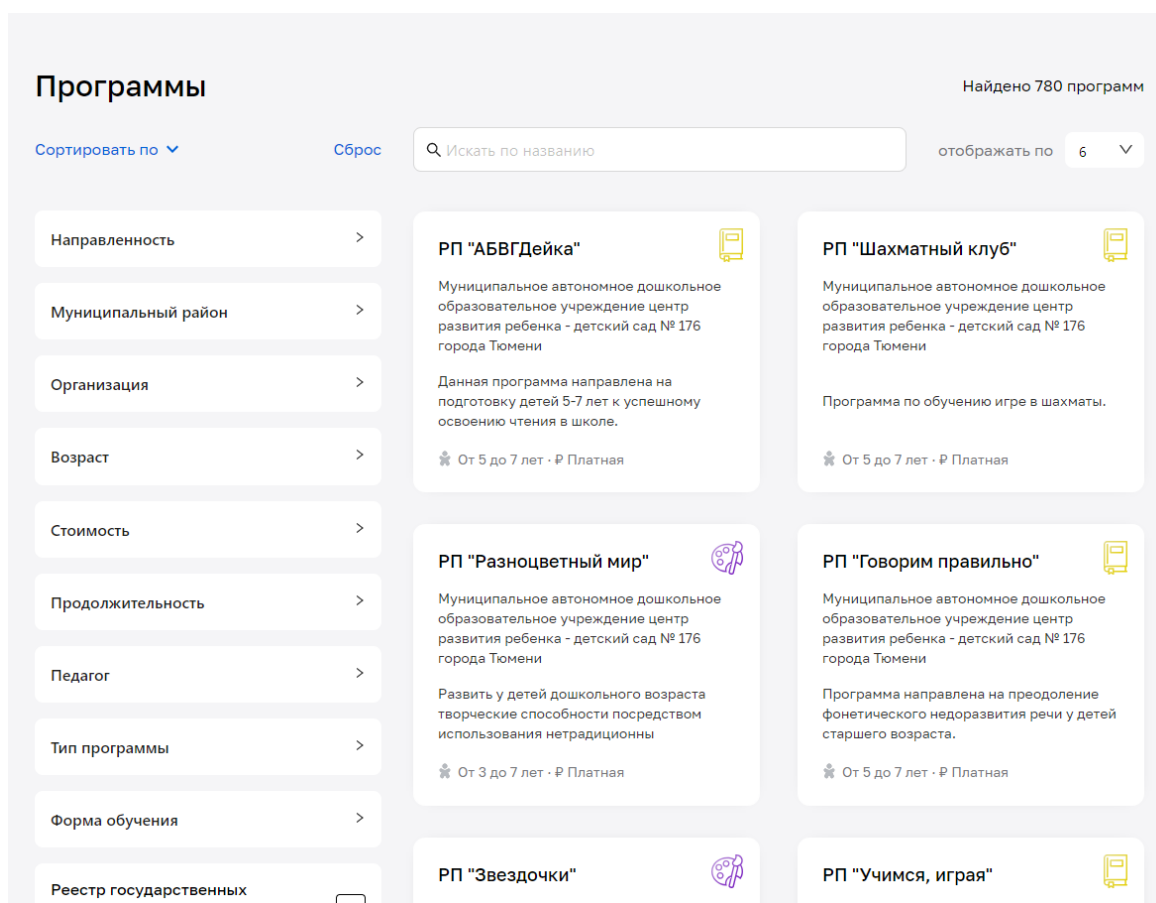 Программы
Найдено 780 программ
Сортировать по
Сброс
Искать по названию
отображать по
6
Направленность
Муниципальный район
Организация
Возраст
Стоимость
Продолжительность
Педагог
Тип программы
Форма обучения
Реестр государственных
РП "АБВГДейка"
Муниципальное автономное дошкольное
образовательное учреждение центр
развития ребенка - детский сад № 176
города Тюмени
Данная программа направлена на
подготовку детей 5-7 лет к успешному
освоению чтения в школе.
От 5 до 7 лет · ₽ Платная
РП "Шахматный клуб"
Муниципальное автономное дошкольное
образовательное учреждение центр
развития ребенка - детский сад № 176
города Тюмени
Программа по обучению игре в шахматы.
От 5 до 7 лет · ₽ Платная
РП "Разноцветный мир"
Муниципальное автономное дошкольное
образовательное учреждение центр
развития ребенка - детский сад № 176
города Тюмени
Развить у детей дошкольного возраста
творческие способности посредством
использования нетрадиционны
От 3 до 7 лет · ₽ Платная
РП "Говорим правильно"
Муниципальное автономное дошкольное
образовательное учреждение центр
развития ребенка - детский сад № 176
города Тюмени
Программа направлена на преодоление
фонетического недоразвития речи у детей
старшего возраста.
От 5 до 7 лет · ₽ Платная
РП "Звездочки"
РП "Учимся, играя"